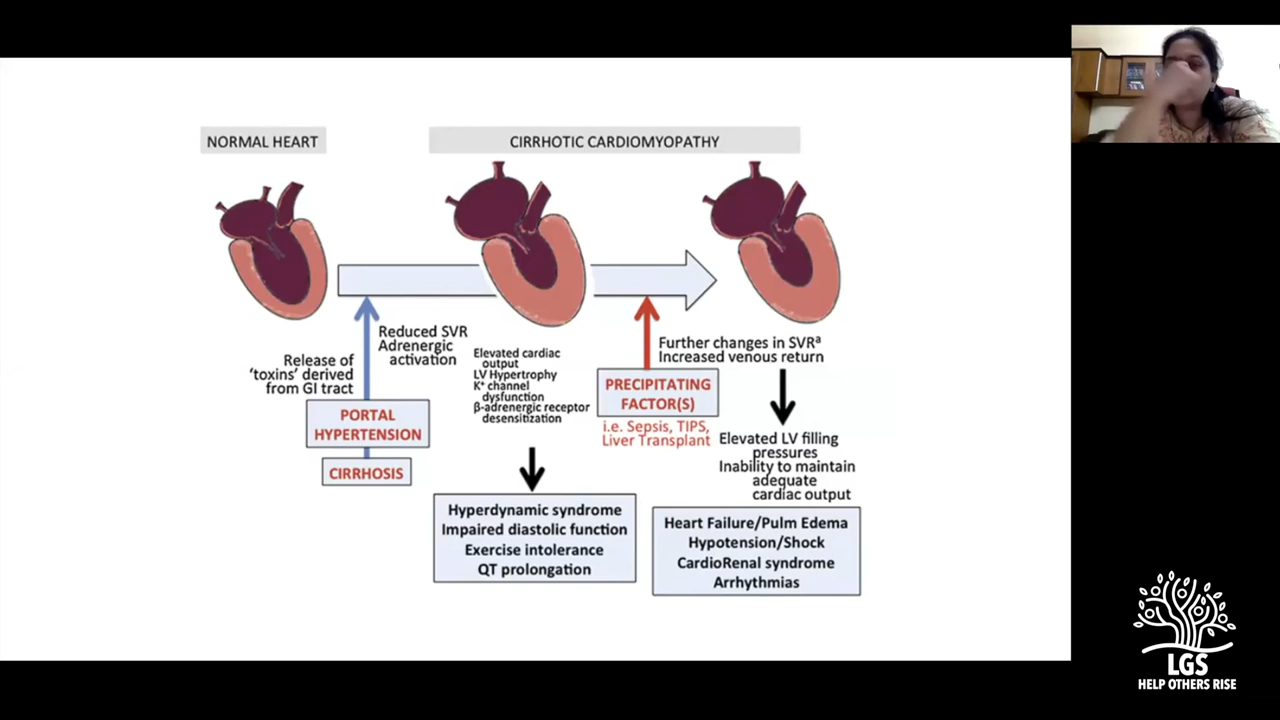 NORMAL HEART
CIRRHOTIC CARDIOMYOPATHY
Release of
‘toxins’ derived
from GI tract
Reduced SVR
Adrenergic
activation
PORTAL
HYPERTENSION
CIRRHOSIS
Elevated cardiac
output
LV Hypertrophy
K⁺ channel
dysfunction
β-adrenergic receptor
desensitization
Hyperdynamic syndrome
Impaired diastolic function
Exercise intolerance
QT prolongation
PRECIPITATING
FACTOR(S)
i.e. Sepsis, TIPS,
Liver Transplant
Further changes in SVRᵃ
Increased venous return
Elevated LV filling
pressures
Inability to maintain
adequate
cardiac output
Heart Failure/Pulm Edema
Hypotension/Shock
CardioRenal syndrome
Arrhythmias
LGS
HELP OTHERS RISE